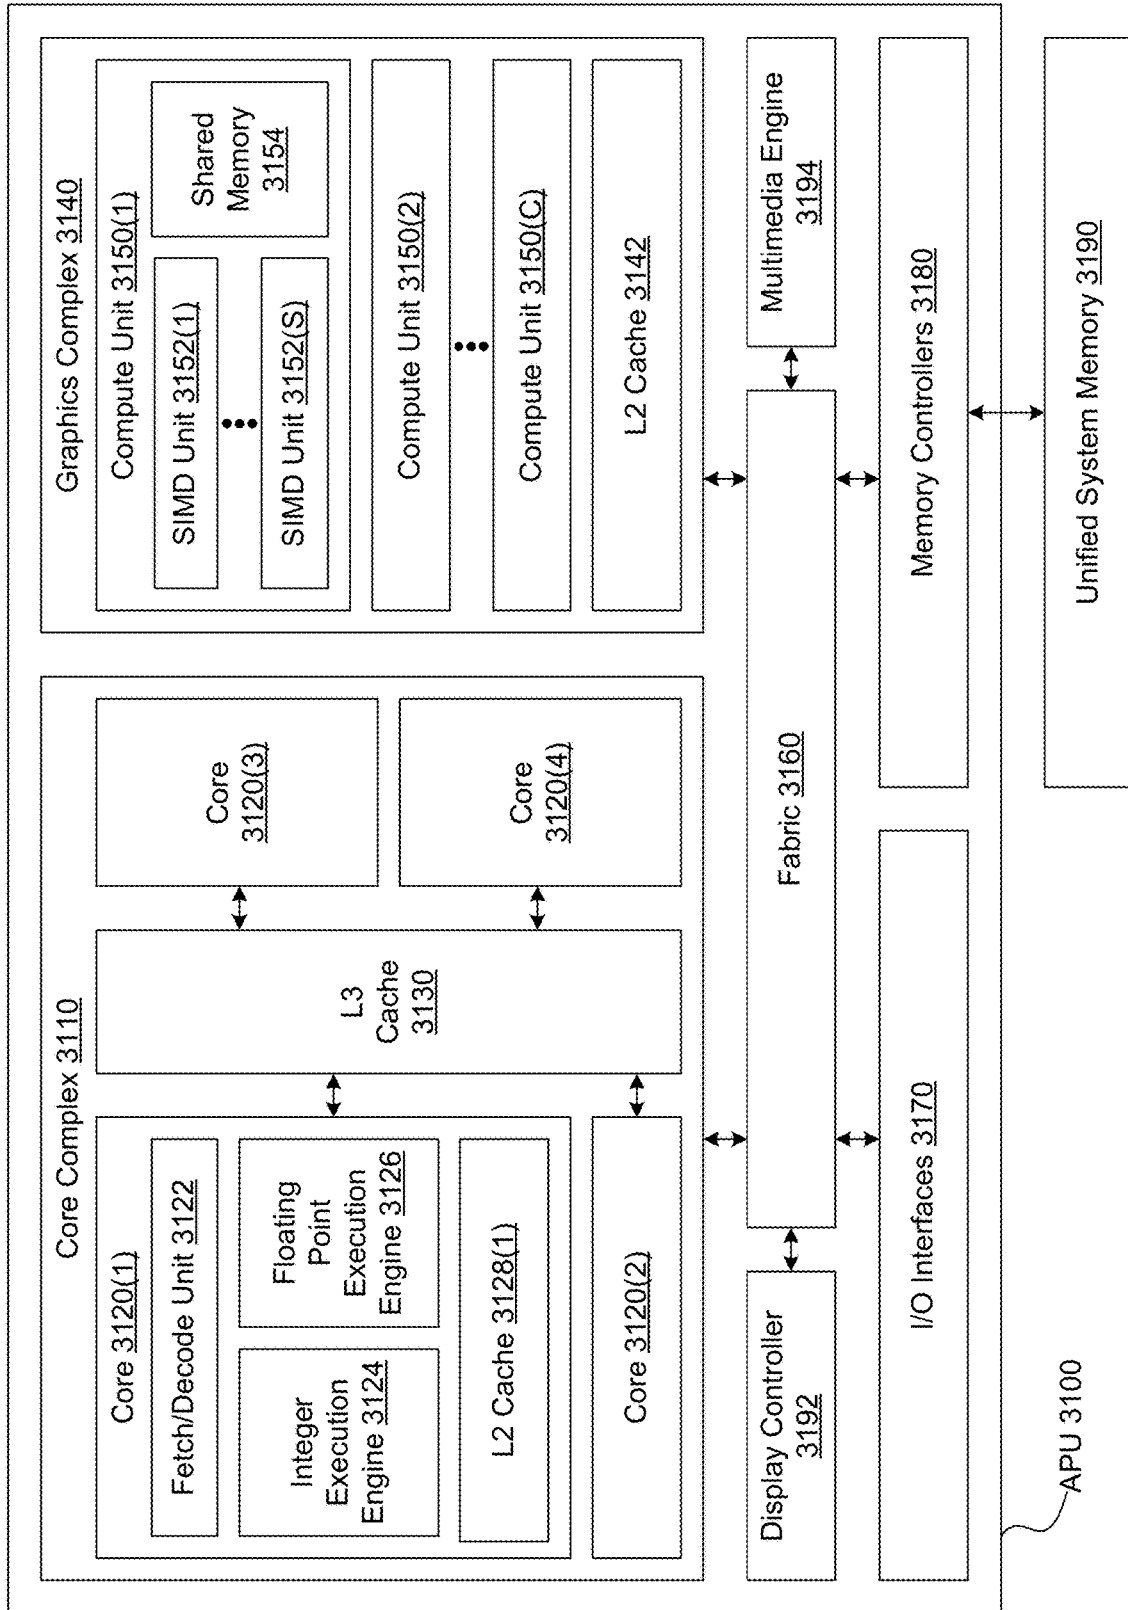 Core Complex 3110
Core 3120(1)
Fetch/Decode Unit 3122
Integer
Execution
Engine 3124
Floating
Point
Execution
Engine 3126
L2 Cache 3128(1)
Core 3120(2)
L3
Cache
3130
Core
3120(3)
Core
3120(4)
Graphics Complex 3140
Compute Unit 3150(1)
SIMD Unit 3152(1)
SIMD Unit 3152(S)
Shared
Memory
3154
Compute Unit 3150(2)
Compute Unit 3150(C)
L2 Cache 3142
Display Controller
3192
Fabric 3160
Multimedia Engine
3194
I/O Interfaces 3170
Memory Controllers 3180
APU 3100
Unified System Memory 3190